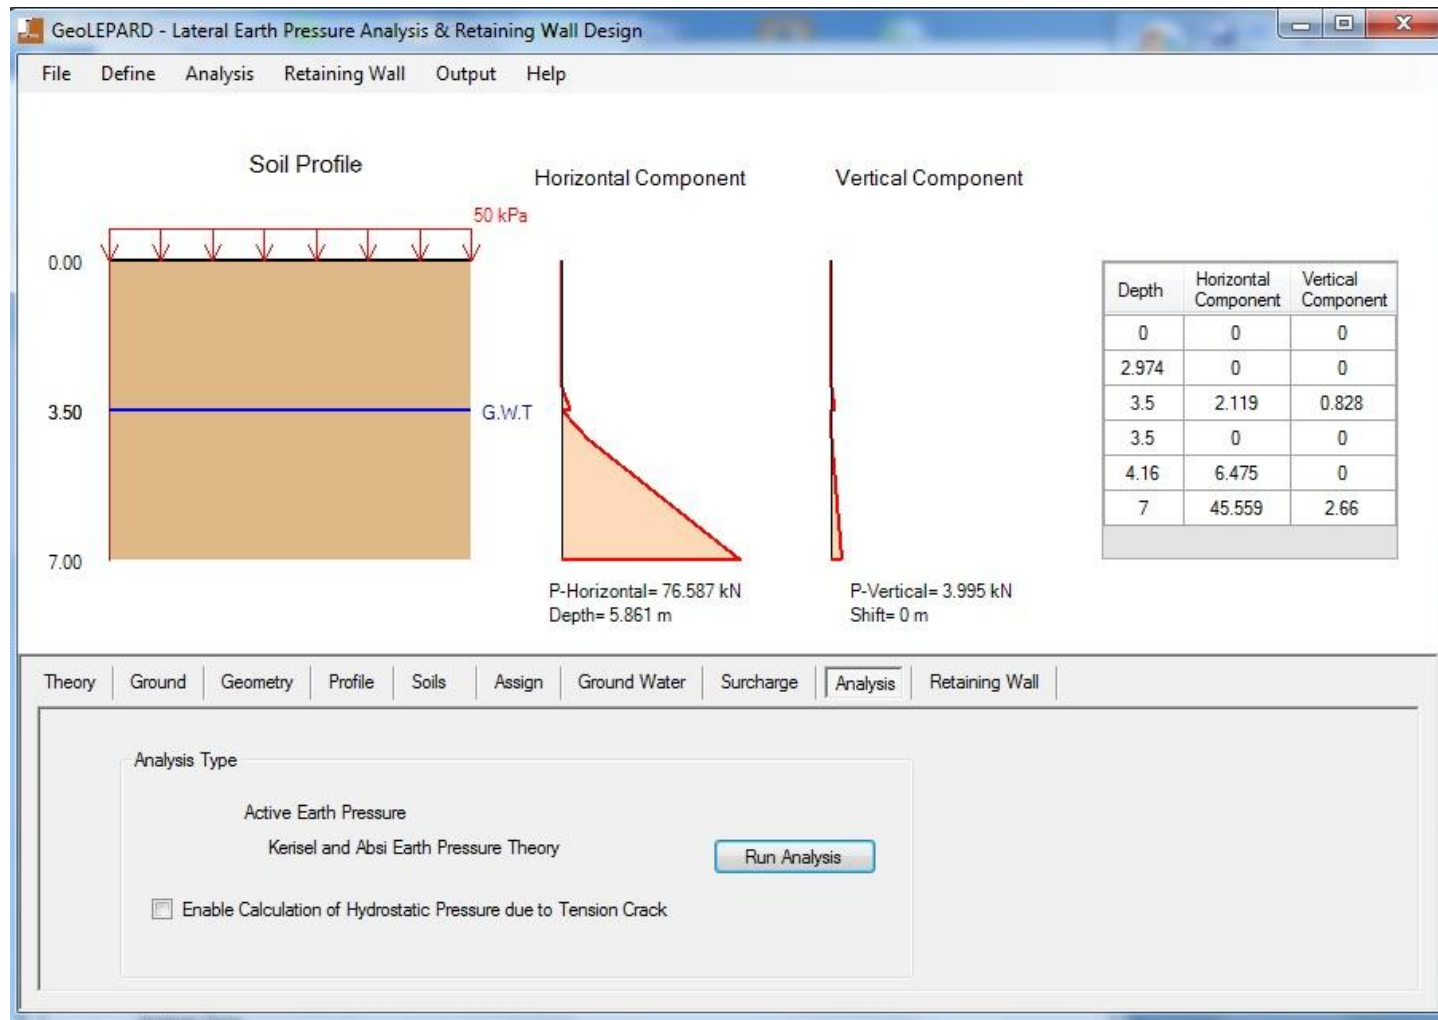 GeoLEPARD - Lateral Earth Pressure Analysis & Retaining Wall Design
File Define Analysis Retaining Wall Output Help
Soil Profile
Horizontal Component
Vertical Component
50 kPa
0.00
3.50
G.W.T
7.00
Depth Horizontal Component Vertical Component
0 0 0
2.974 0 0
3.5 2.119 0.828
3.5 0 0
4.16 6.475 0
7 45.559 2.66
P-Horizontal= 76.587 kN
Depth= 5.861 m
P-Vertical= 3.995 kN
Shift= 0 m
Theory Ground Geometry Profile Soils Assign Ground Water Surcharge Analysis Retaining Wall
Analysis Type
Active Earth Pressure
Kerisel and Absi Earth Pressure Theory
Run Analysis
Enable Calculation of Hydrostatic Pressure due to Tension Crack